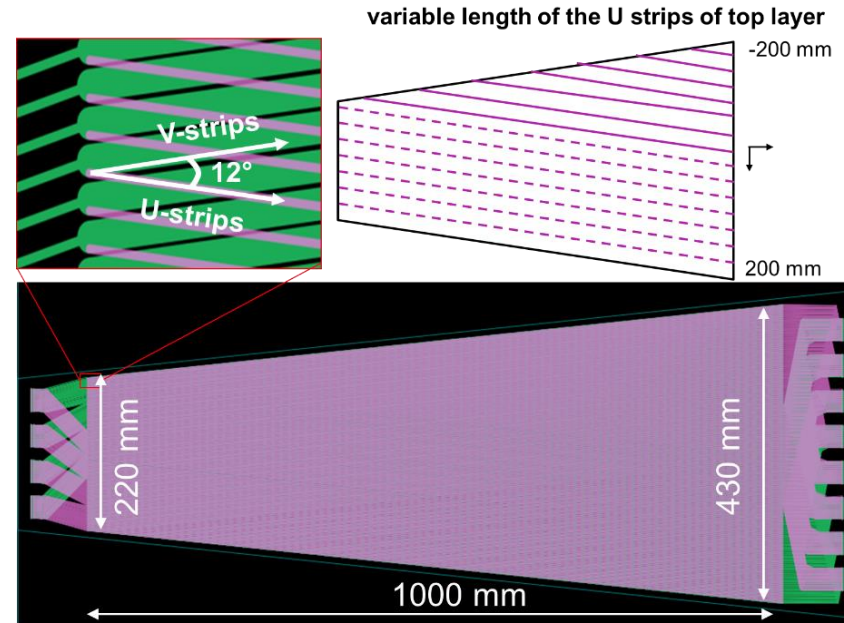 variable length of the U strips of top layer
-200 mm
V-strips
12°
U-strips
200 mm
220 mm
430 mm
1000 mm